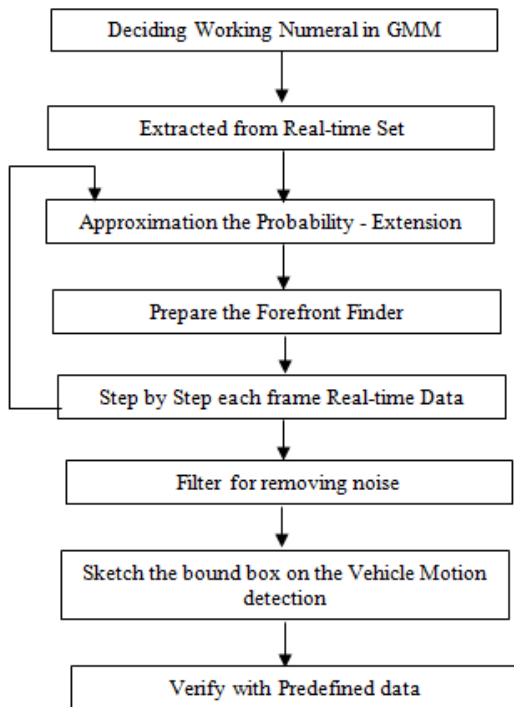 Deciding Working Numeral in GMM
Extracted from Real-time Set
Approximation the Probability - Extension
Prepare the Forefront Finder
Step by Step each frame Real-time Data
Filter for removing noise
Sketch the bound box on the Vehicle Motion
detection
Verify with Predefined data